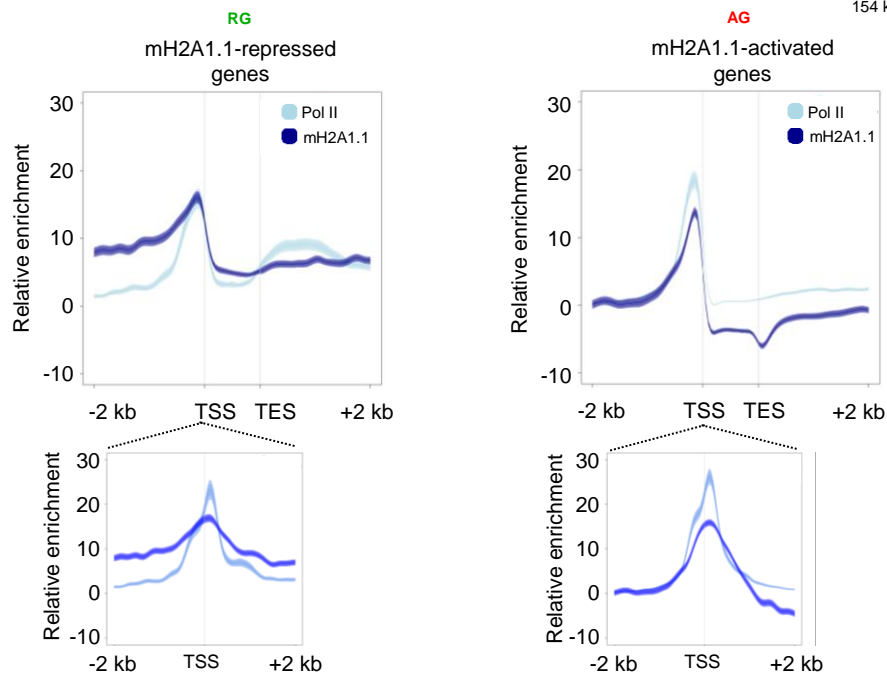 154 k
RG
mH2A1.1-repressed
genes
30
20
10
0
-10
Relative enrichment
Pol II
mH2A1.1
-2 kb
TSS
TES
+2 kb
30
20
10
0
-10
Relative enrichment
-2 kb
TSS
+2 kb
AG
mH2A1.1-activated
genes
30
20
10
0
-10
Relative enrichment
Pol II
mH2A1.1
-2 kb
TSS
TES
+2 kb
30
20
10
0
-10
Relative enrichment
-2 kb
TSS
+2 kb